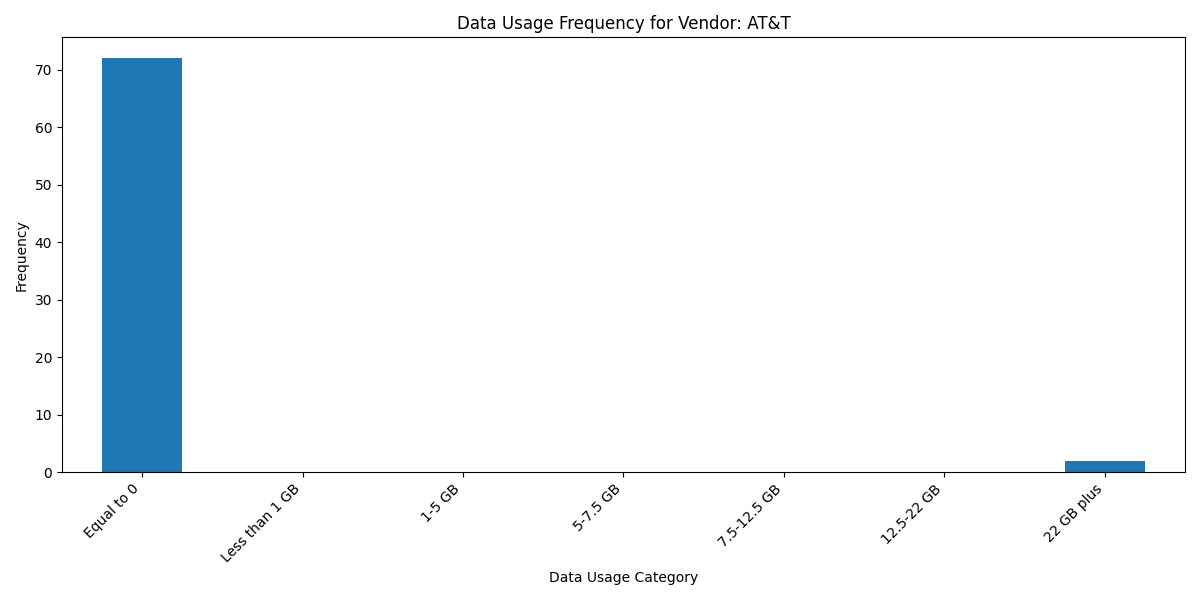 Data Usage Frequency for Vendor: AT&T
Frequency
70
60
50
40
30
20
10
0
Equal to 0
Less than 1 GB
1-5 GB
5-7.5 GB
7.5-12.5 GB
12.5-22 GB
22 GB plus
Data Usage Category